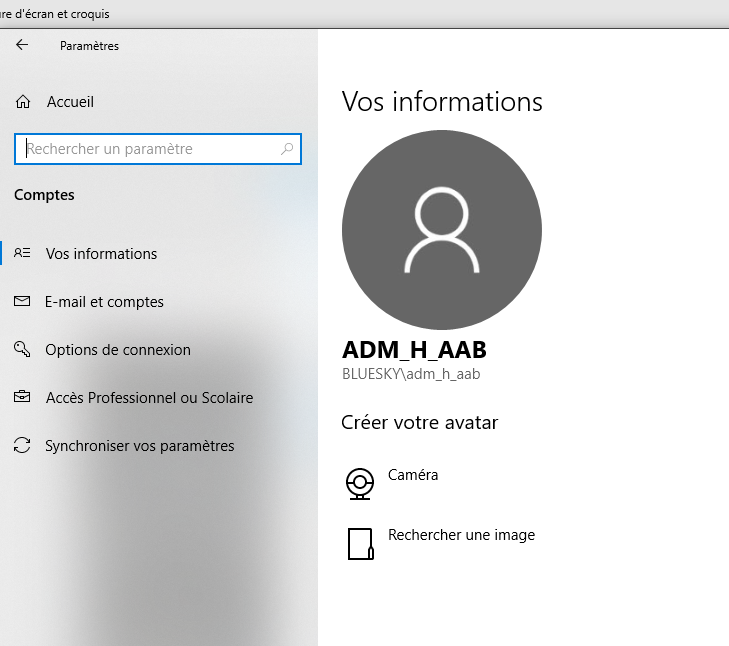 ure d'écran et croquis
Paramètres
Accueil
Rechercher un paramètre
Comptes
Vos informations
E-mail et comptes
Options de connexion
Accès Professionnel ou Scolaire
Synchroniser vos paramètres
Vos informations
ADM_H_AAB
BLUESKY\adm_h_aab
Créer votre avatar
Caméra
Rechercher une image